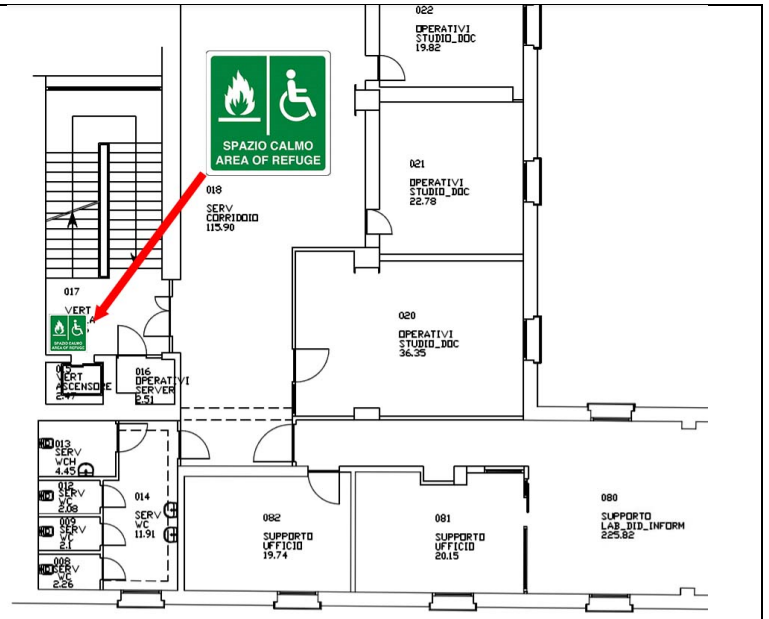 022
OPERATIVI
STUDIO_DOC
19.82
SPAZIO CALMO
AREA OF REFUGE
021
OPERATIVI
STUDIO_DOC
22.78
018
SERV
CORRIDOIO
115.90
017
VERT
SPAZIO CALMO
AREA OF REFUGE
020
OPERATIVI
STUDIO_DOC
36.35
VERT
ASCENSORE
2.47
016
OPERATIVI
SERVER
2.51
013
SERV
WCH
4.45
012
SERV
WC
2.08
009
SERV
WC
2.1
008
SERV
WC
2.26
014
SERV
WC
11.91
082
SUPPORTO
UFFICIO
19.74
081
SUPPORTO
UFFICIO
20.15
080
SUPPORTO
LAB_DID_INFORM
225.82